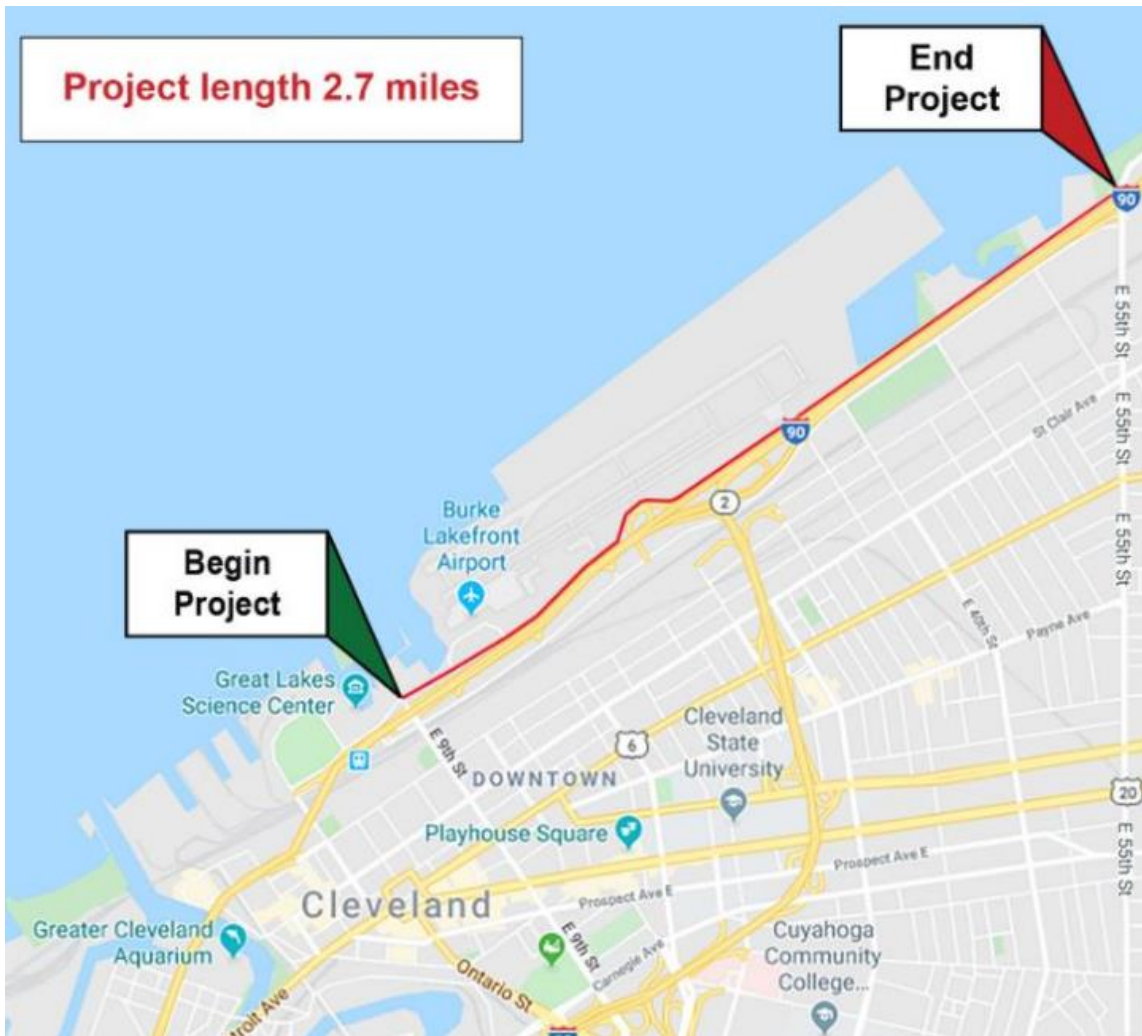 Project length 2.7 miles
End
Project
90
E 55th St
St Clair Ave
E 55th St
90
2
Burke
Lakefront
Airport
E 55th St
Begin
Project
E 40th St
Payne Ave
Great Lakes
Science Center
E 9th St
Cleveland
State
University
6
DOWNTOWN
20
Playhouse Square
E 55th St
Prospect Ave E
Cleveland
Prospect Ave E
Greater Cleveland
Aquarium
E 9th St
Carnegie Ave
Cuyahoga
Community
College...
Ontario St
troit Ave